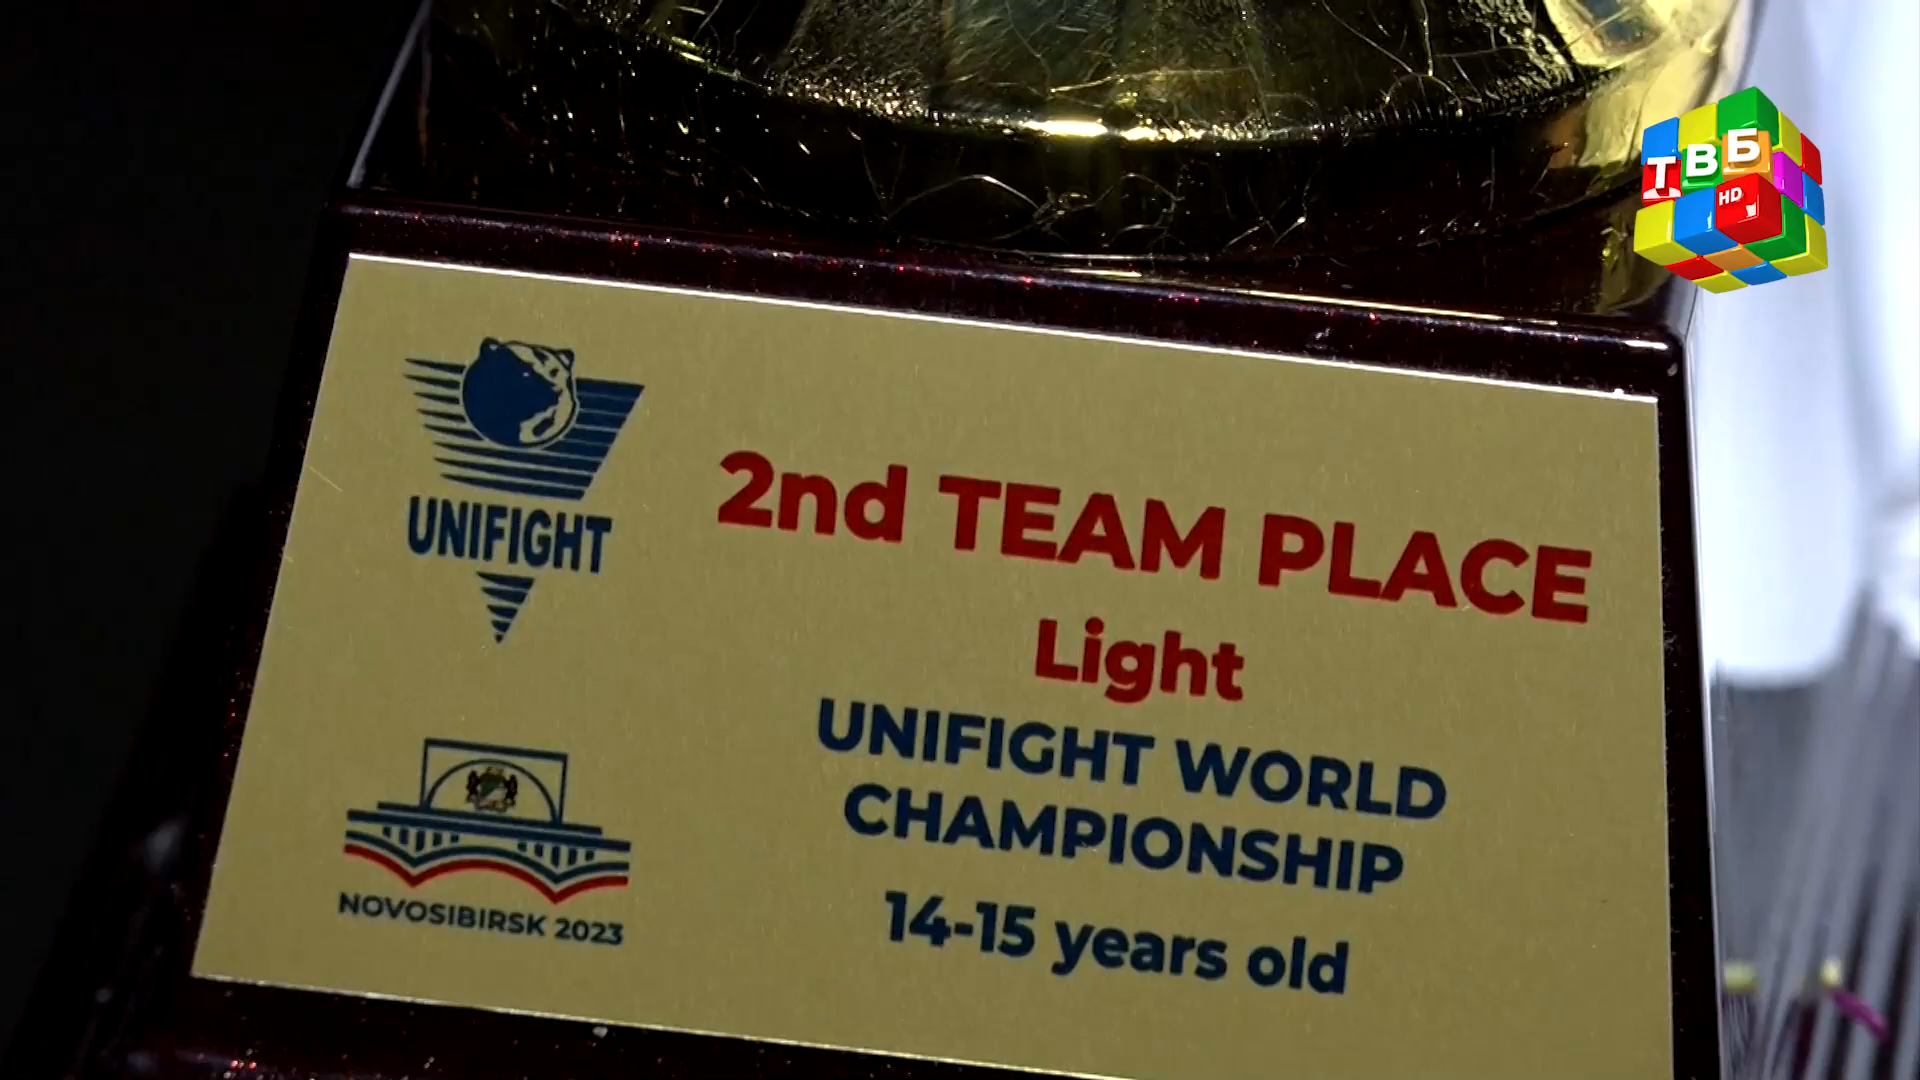 ТВБ
HD
UNIFIGHT
2nd TEAM PLACE
Light
UNIFIGHT WORLD
CHAMPIONSHIP
14-15 years old
NOVOSIBIRSK 2023